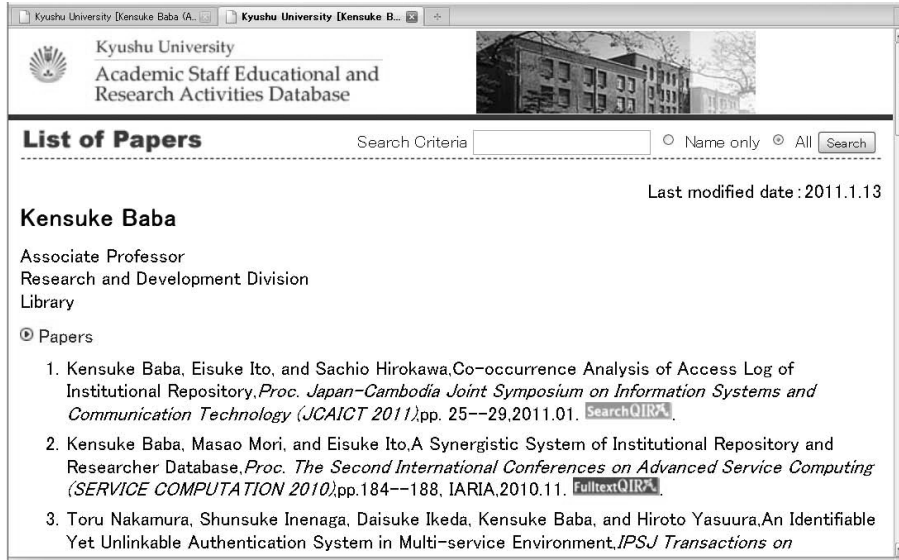 Kyushu University [Kensuke Baba (A...
Kyushu University [Kensuke B...
Kyushu University
Academic Staff Educational and
Research Activities Database
List of Papers
Search Criteria
Name only
All
Search
Last modified date:2011.1.13
Kensuke Baba
Associate Professor
Research and Development Division
Library
Papers
1. Kensuke Baba, Eisuke Ito, and Sachio Hirokawa,Co-occurrence Analysis of Access Log of
Institutional Repository,Proc. Japan-Cambodia Joint Symposium on Information Systems and
Communication Technology (JCAICT 2011),pp. 25--29,2011.01. SearchQIR.
2. Kensuke Baba, Masao Mori, and Eisuke Ito,A Synergistic System of Institutional Repository and
Researcher Database,Proc. The Second International Conferences on Advanced Service Computing
(SERVICE COMPUTATION 2010),pp.184--188, IARIA,2010.11. FulltextQIR.
3. Toru Nakamura, Shunsuke Inenaga, Daisuke Ikeda, Kensuke Baba, and Hiroto Yasuura,An Identifiable
Yet Unlinkable Authentication System in Multi-service Environment,IPSJ Transactions on